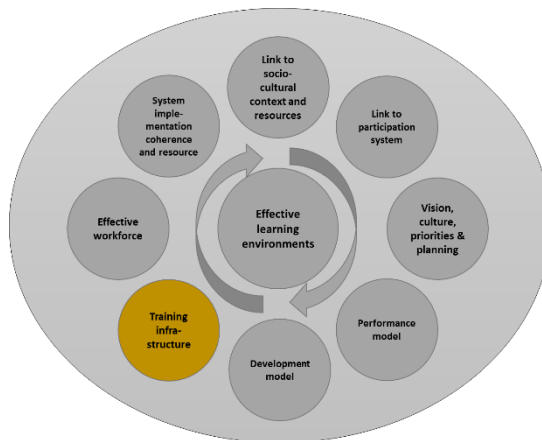 Link to
socio-
cultural
context and
resources
Link to
participation
system
Vision,
culture,
priorities &
planning
Performance
model
Development
model
Training
infra-
structure
Effective
workforce
System
imple-
mentation
coherence
and resource
Effective
learning
environments